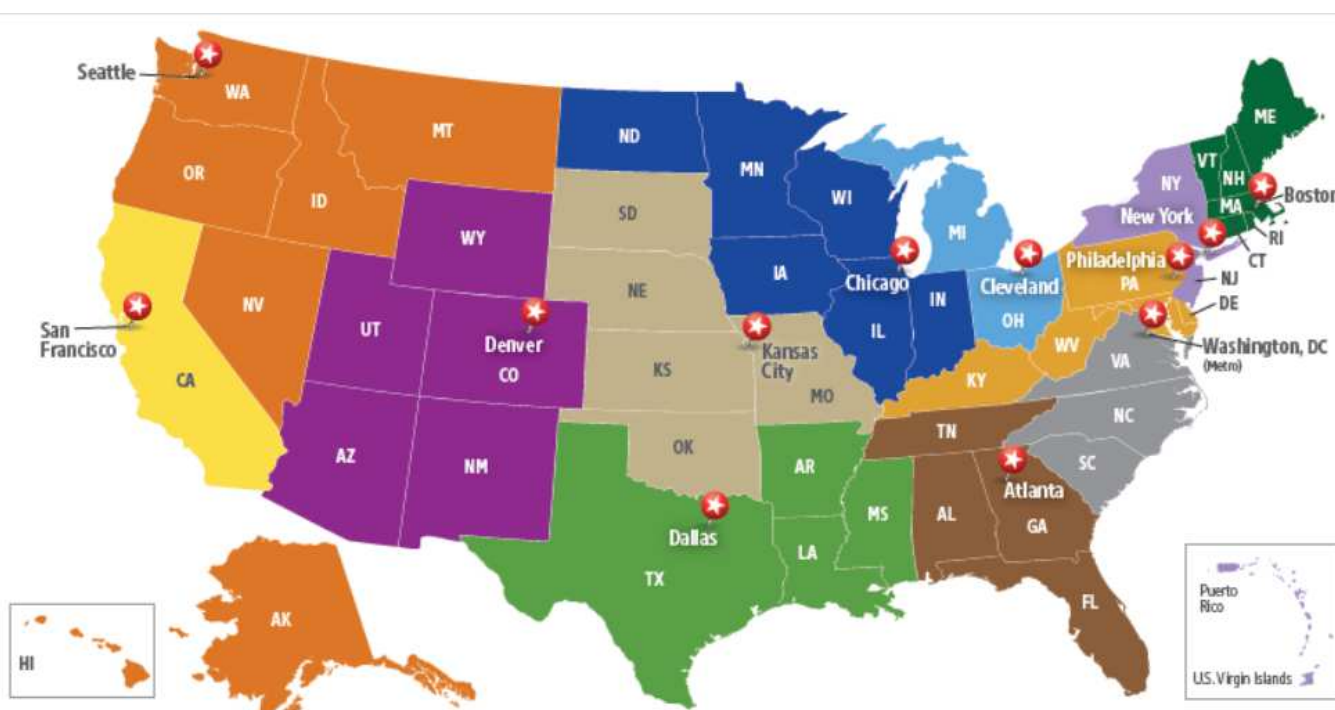 Seattle
WA
MT
ND
MN
ME
VT
NH
OR
ID
SD
WI
MI
NY
New York
MA
Boston
RI
CT
WY
IA
Chicago
Cleveland
Philadelphia
PA
NJ
DE
NV
UT
NE
IL
IN
OH
San
Francisco
Denver
CO
Kansas
City
WV
Washington, DC
(Metro)
CA
KS
MO
KY
VA
NC
AZ
NM
OK
AR
TN
SC
Atlanta
Dallas
TX
LA
MS
AL
GA
FL
AK
HI
Puerto
Rico
U.S. Virgin Islands